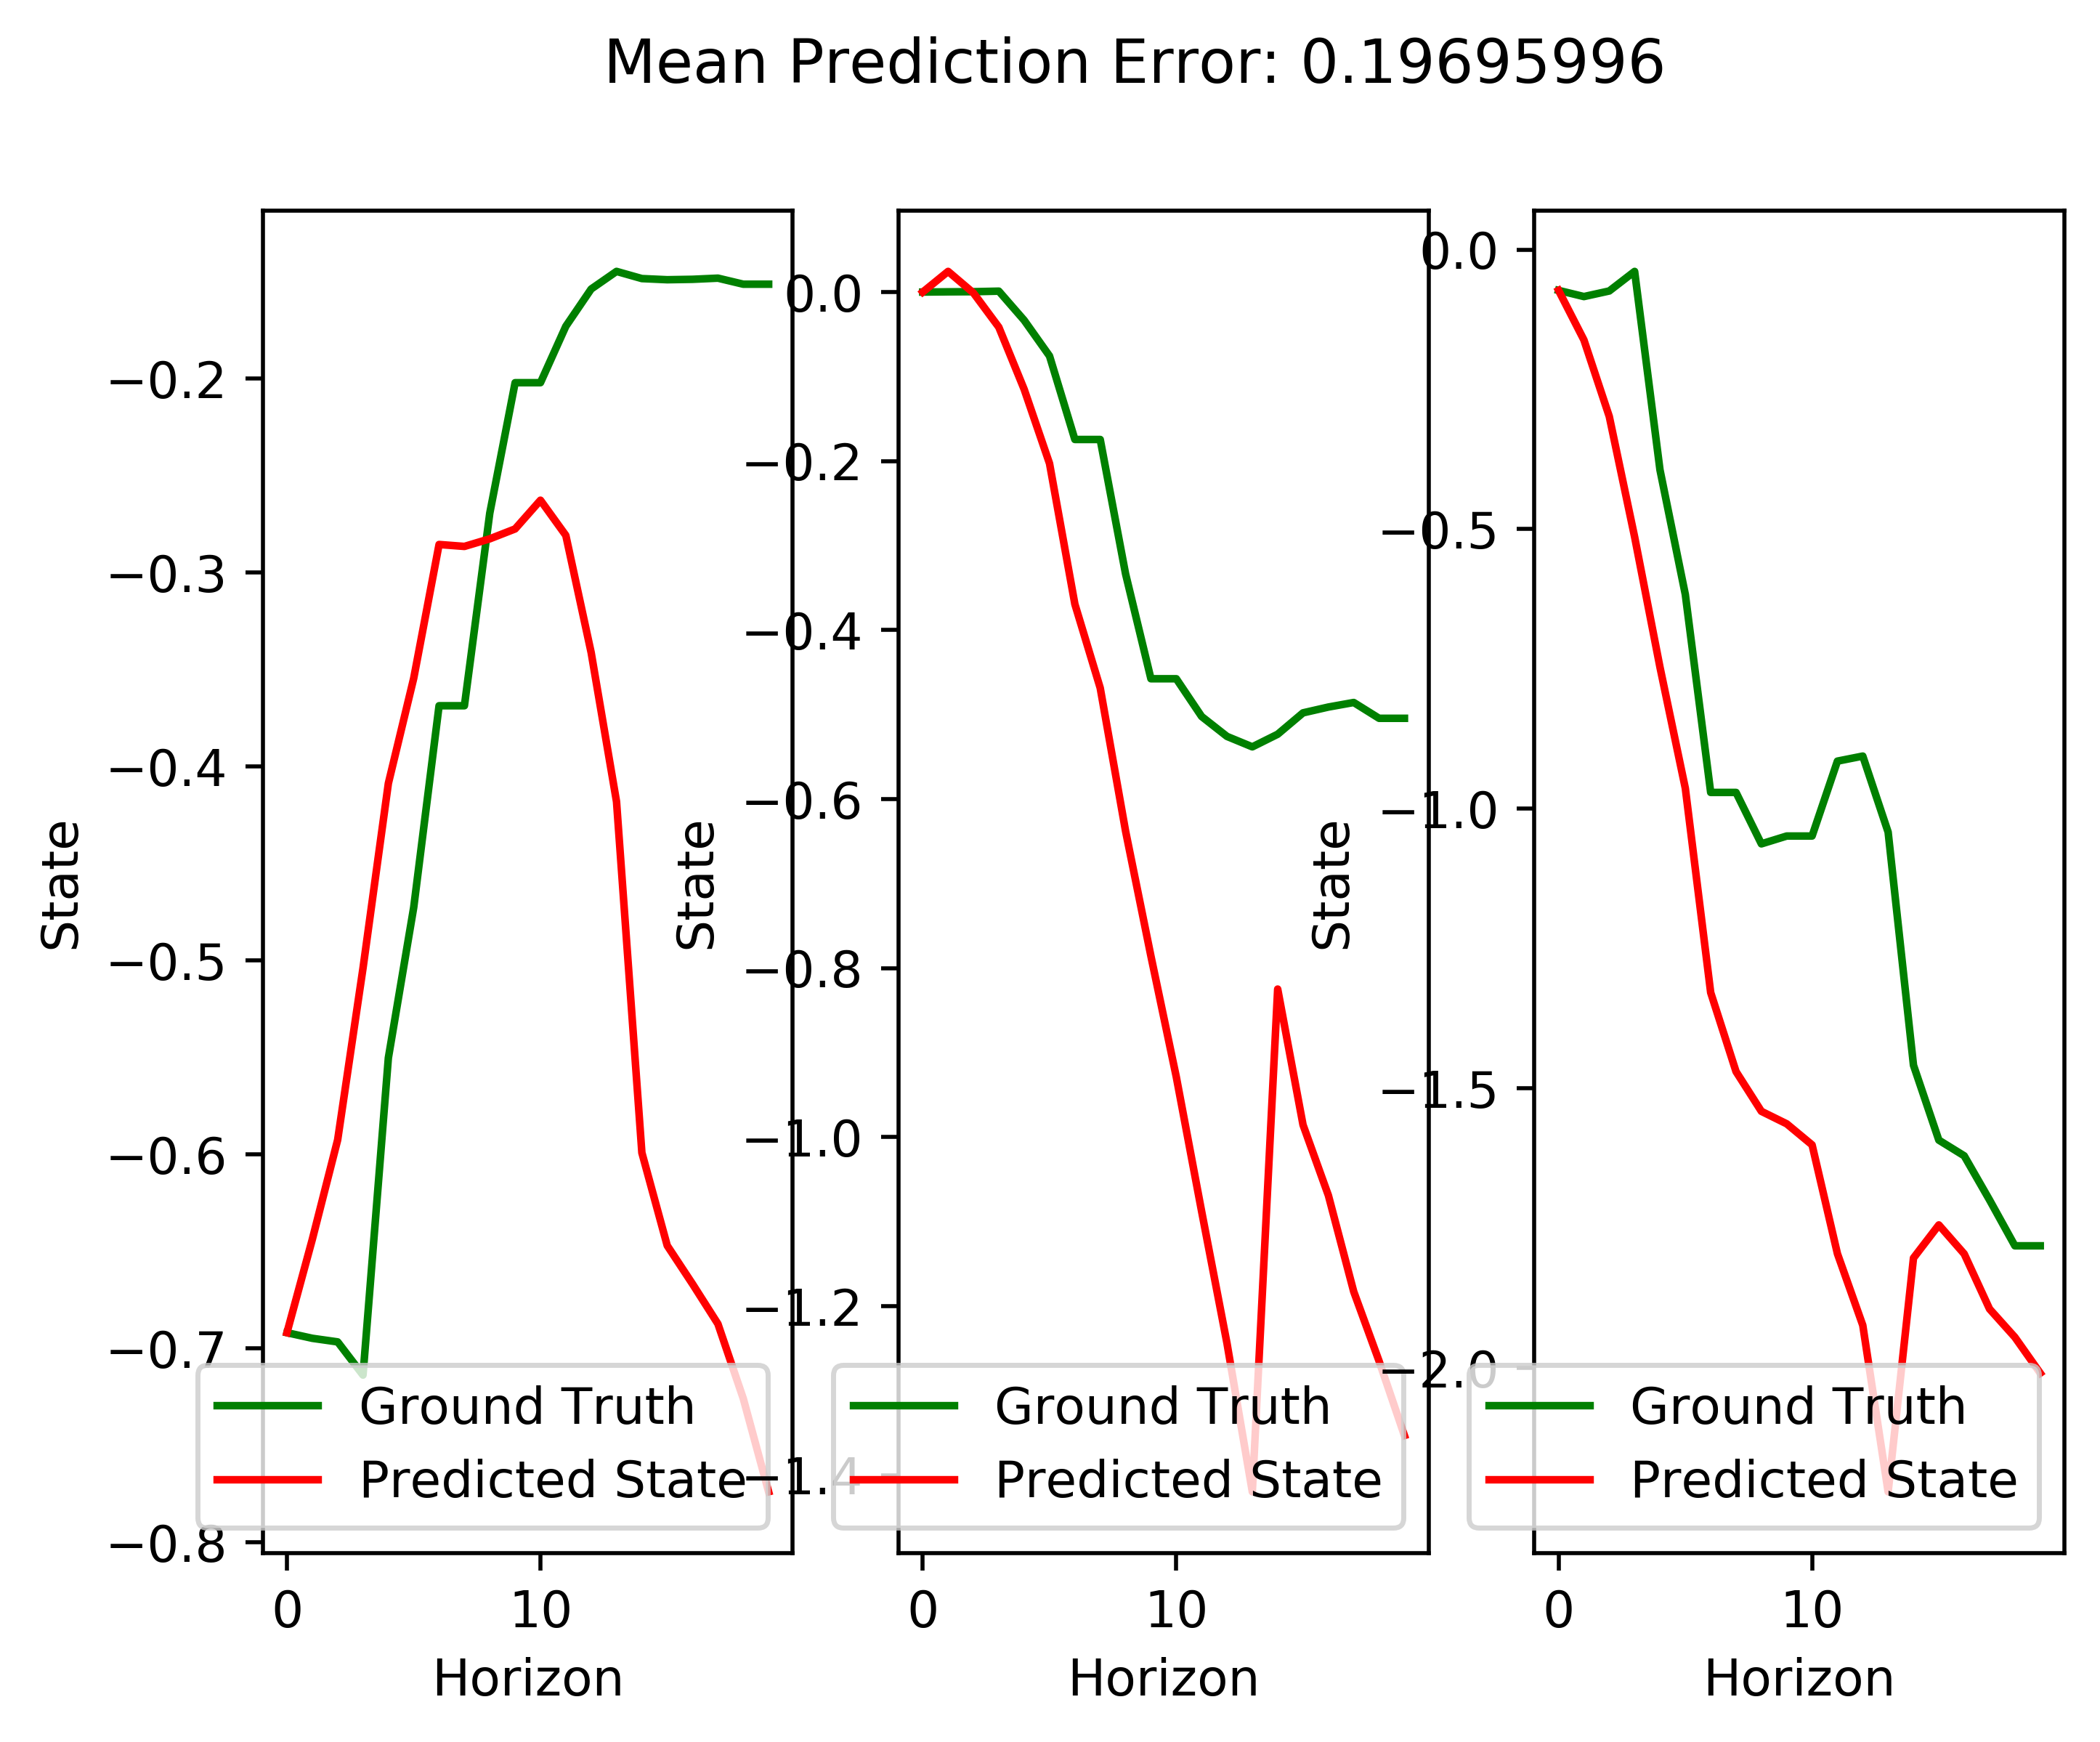 Mean Prediction Error: 0.19695996
−0.2
−0.3
−0.4
−0.5
−0.6
−0.7
−0.8
State
Ground Truth
Predicted State
0 10
Horizon
0.0
−0.2
−0.4
−0.6
−0.8
−1.0
−1.2
−1.4
State
Ground Truth
Predicted State
0 10
Horizon
0.0
−0.5
−1.0
−1.5
−2.0
State
Ground Truth
Predicted State
0 10
Horizon